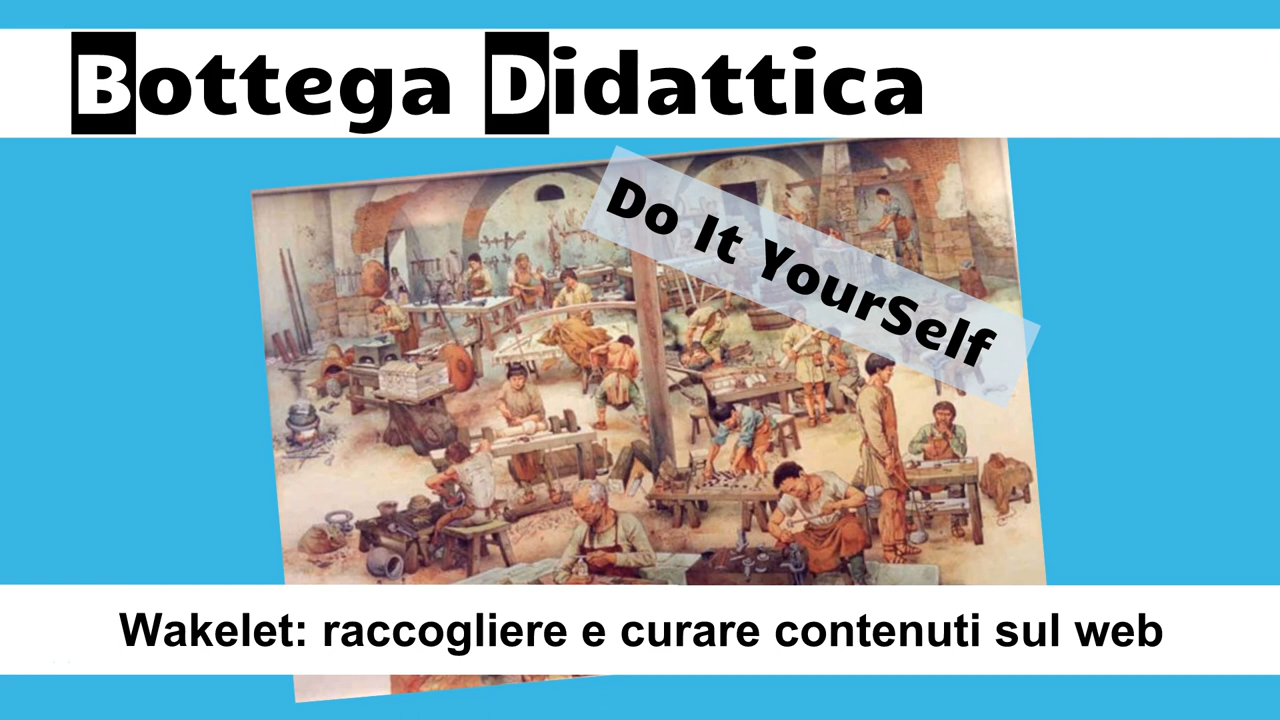 Bottega Didattica
Do It YourSelf
Wakelet: raccogliere e curare contenuti sul web